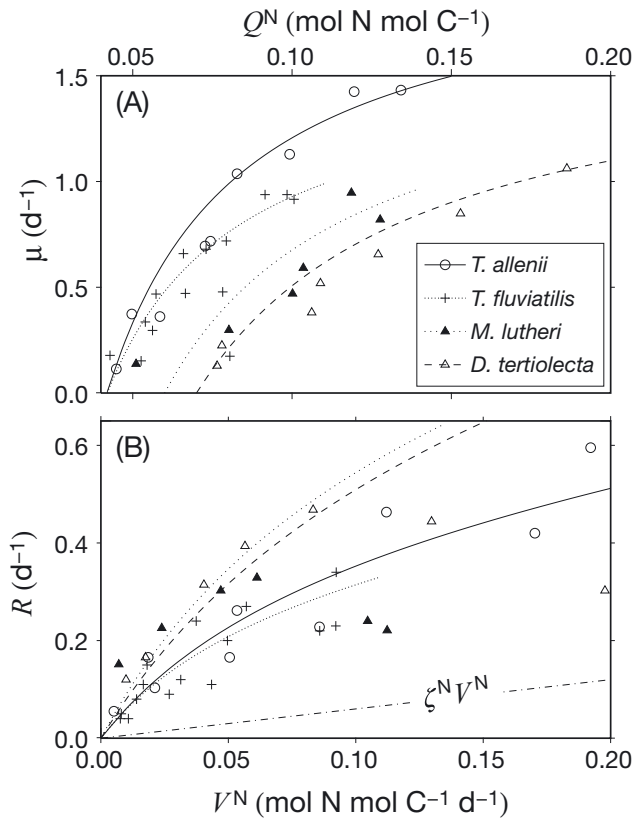 Q^N (mol N mol C⁻¹)
0.05 0.10 0.15 0.20
(A)
1.5
1.0
0.5
0.0
μ (d⁻¹)
T. allenii
T. fluviatilis
M. lutheri
D. tertiolecta
(B)
0.6
0.4
0.2
0.0
R (d⁻¹)
ζ^N V^N
0.00 0.05 0.10 0.15 0.20
V^N (mol N mol C⁻¹ d⁻¹)